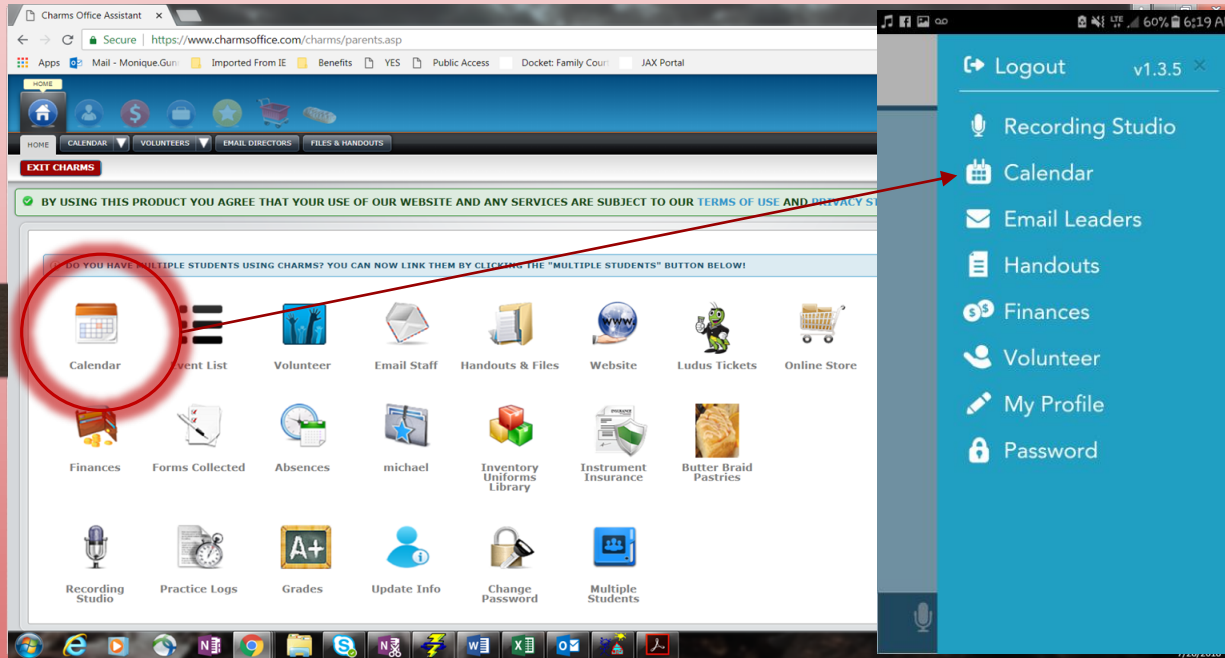 Charms Office Assistant
Secure | https://www.charmsoffice.com/charms/parents.asp
Apps Mail - Monique.Gun Imported From IE Benefits YES Public Access Docket: Family Cour JAX Portal
HOME
HOME CALENDAR VOLUNTEERS EMAIL DIRECTORS FILES & HANDOUTS
EXIT CHARMS
BY USING THIS PRODUCT YOU AGREE THAT YOUR USE OF OUR WEBSITE AND ANY SERVICES ARE SUBJECT TO OUR TERMS OF USE AND PRIVACY ST
DO YOU HAVE MULTIPLE STUDENTS USING CHARMS? YOU CAN NOW LINK THEM BY CLICKING THE "MULTIPLE STUDENTS" BUTTON BELOW!
www.
Calendar Event List Volunteer Email Staff Handouts & Files Website Ludus Tickets Online Store
Finances Forms Collected Absences michael Inventory Uniforms Library Instrument Insurance Butter Braid Pastries
A+
Recording Studio Practice Logs Grades Update Info Change Password Multiple Students
LTE 60% 6:19 AM
Logout v1.3.5
Recording Studio
Calendar
Email Leaders
Handouts
Finances
Volunteer
My Profile
Password